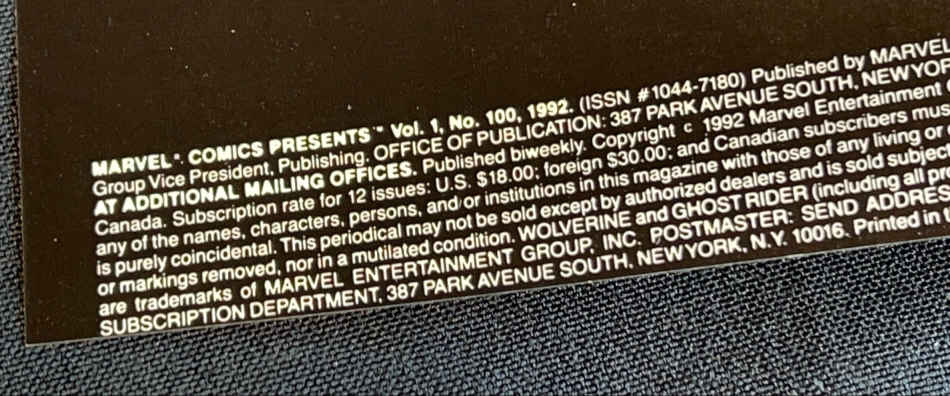 MARVEL®. COMICS PRESENTS™ Vol. 1, No. 100, 1992. (ISSN #1044-7180) Published by MARVEL
Group Vice President, Publishing. OFFICE OF PUBLICATION: 387 PARK AVENUE SOUTH, NEW YOR
AT ADDITIONAL MAILING OFFICES. Published biweekly. Copyright © 1992 Marvel Entertainment
Canada. Subscription rate for 12 issues: U.S. $18.00; foreign $30.00; and Canadian subscribers mu
any of the names, characters, persons, and/or institutions in this magazine with those of any living or
is purely coincidental. This periodical may not be sold except by authorized dealers and is sold subjec
or markings removed, nor in a mutilated condition. WOLVERINE and GHOST RIDER (including all pr
are trademarks of MARVEL ENTERTAINMENT GROUP, INC. POSTMASTER: SEND ADDRES
SUBSCRIPTION DEPARTMENT, 387 PARK AVENUE SOUTH, NEW YORK, N.Y. 10016. Printed in